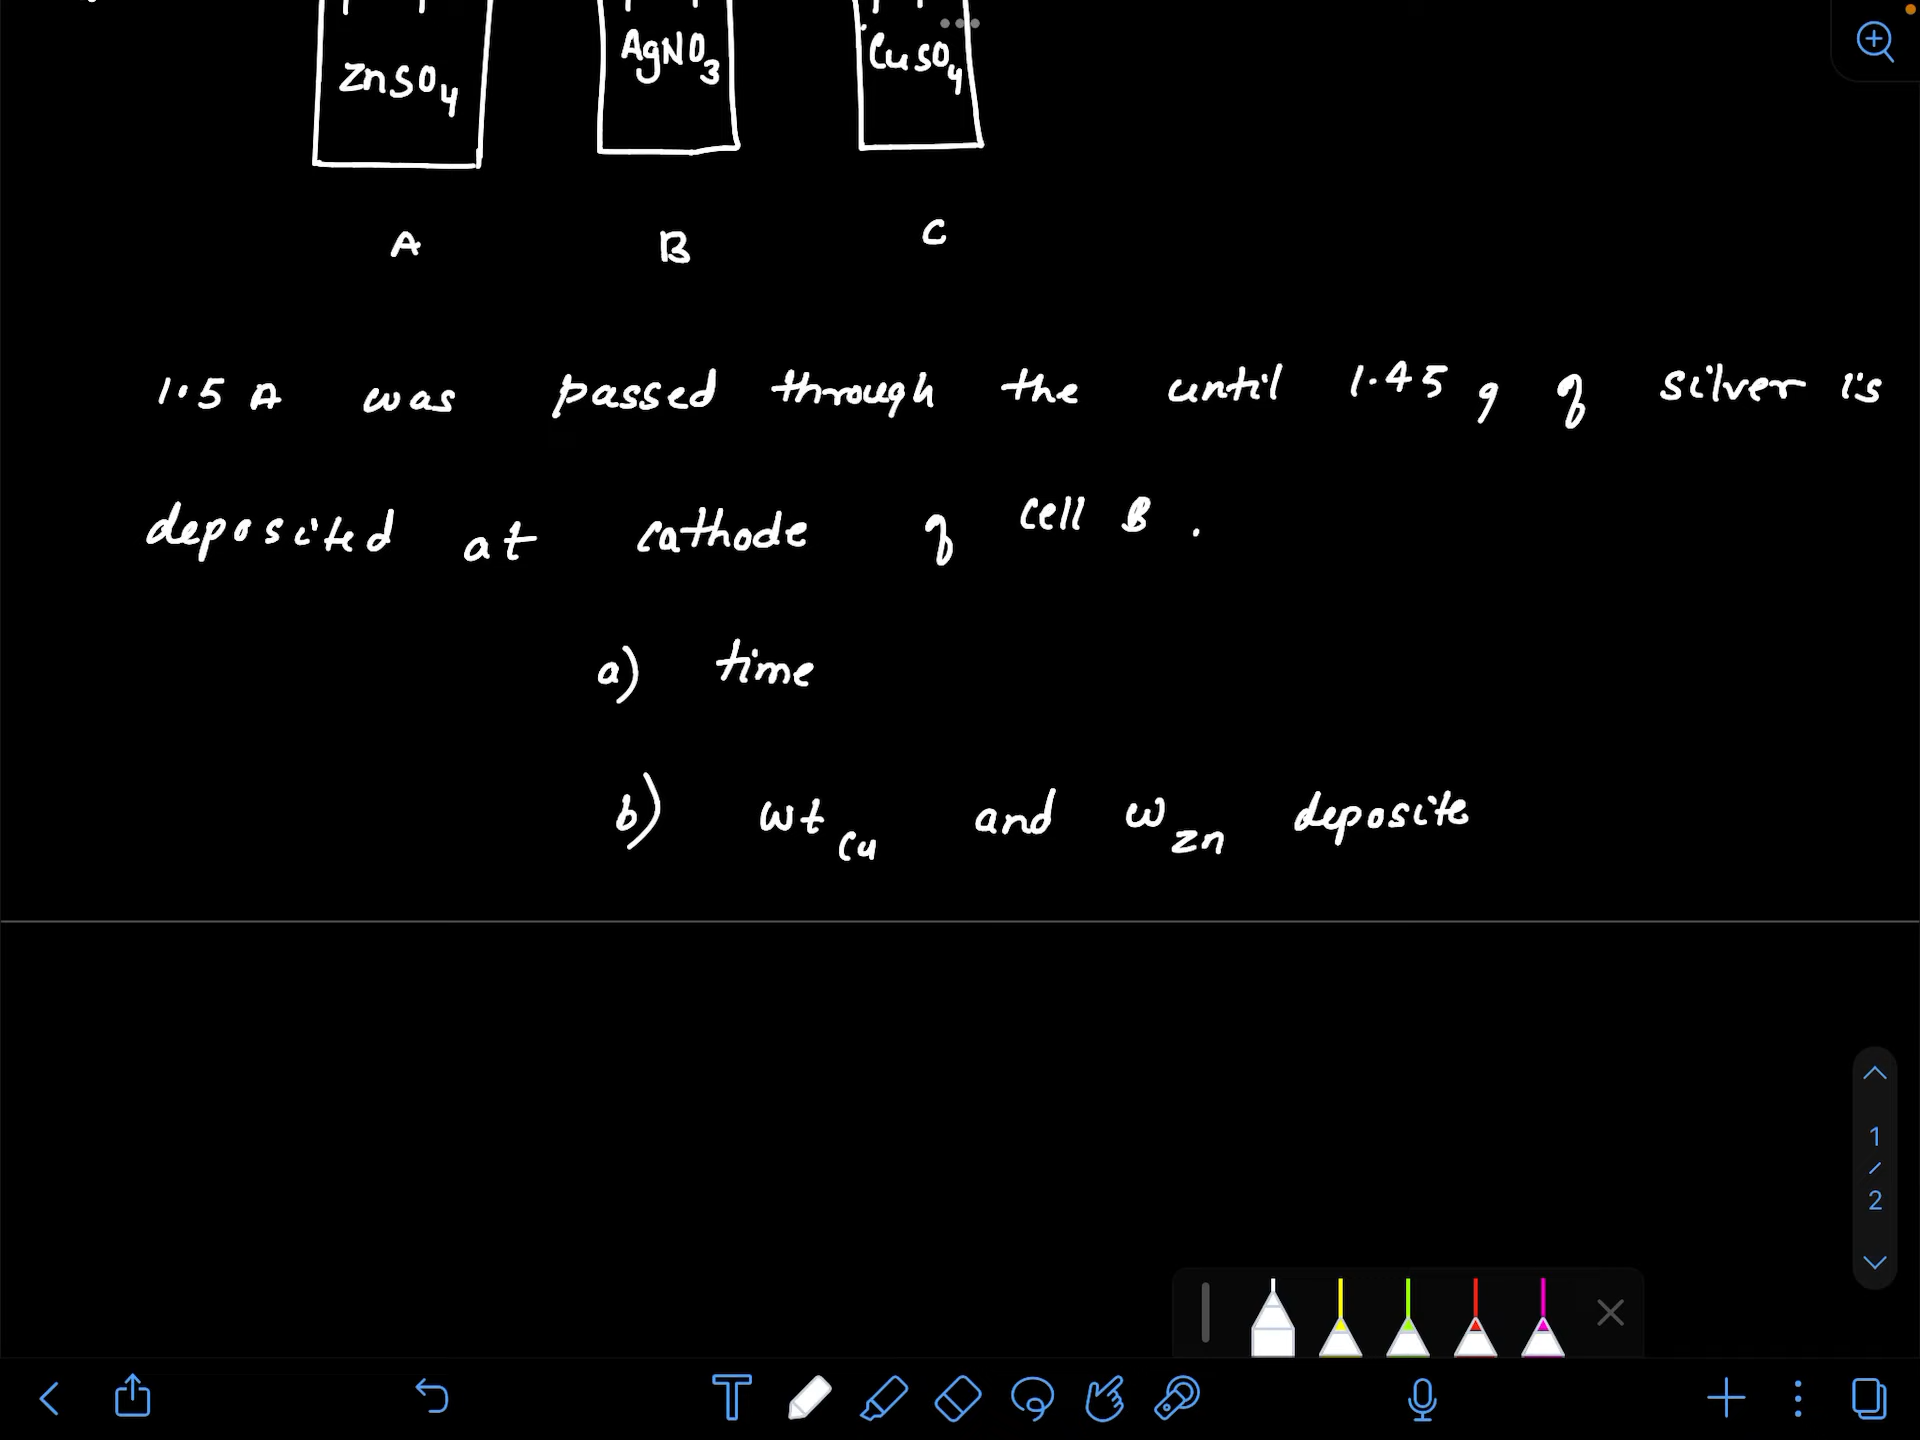 ZnSO4 AgNO3 CuSO4
A B C
1.5 A was passed through the until 1.45 g of silver is
deposited at cathode of cell B.
a) time
b) wt Cu and w Zn deposite
1
/
2
T